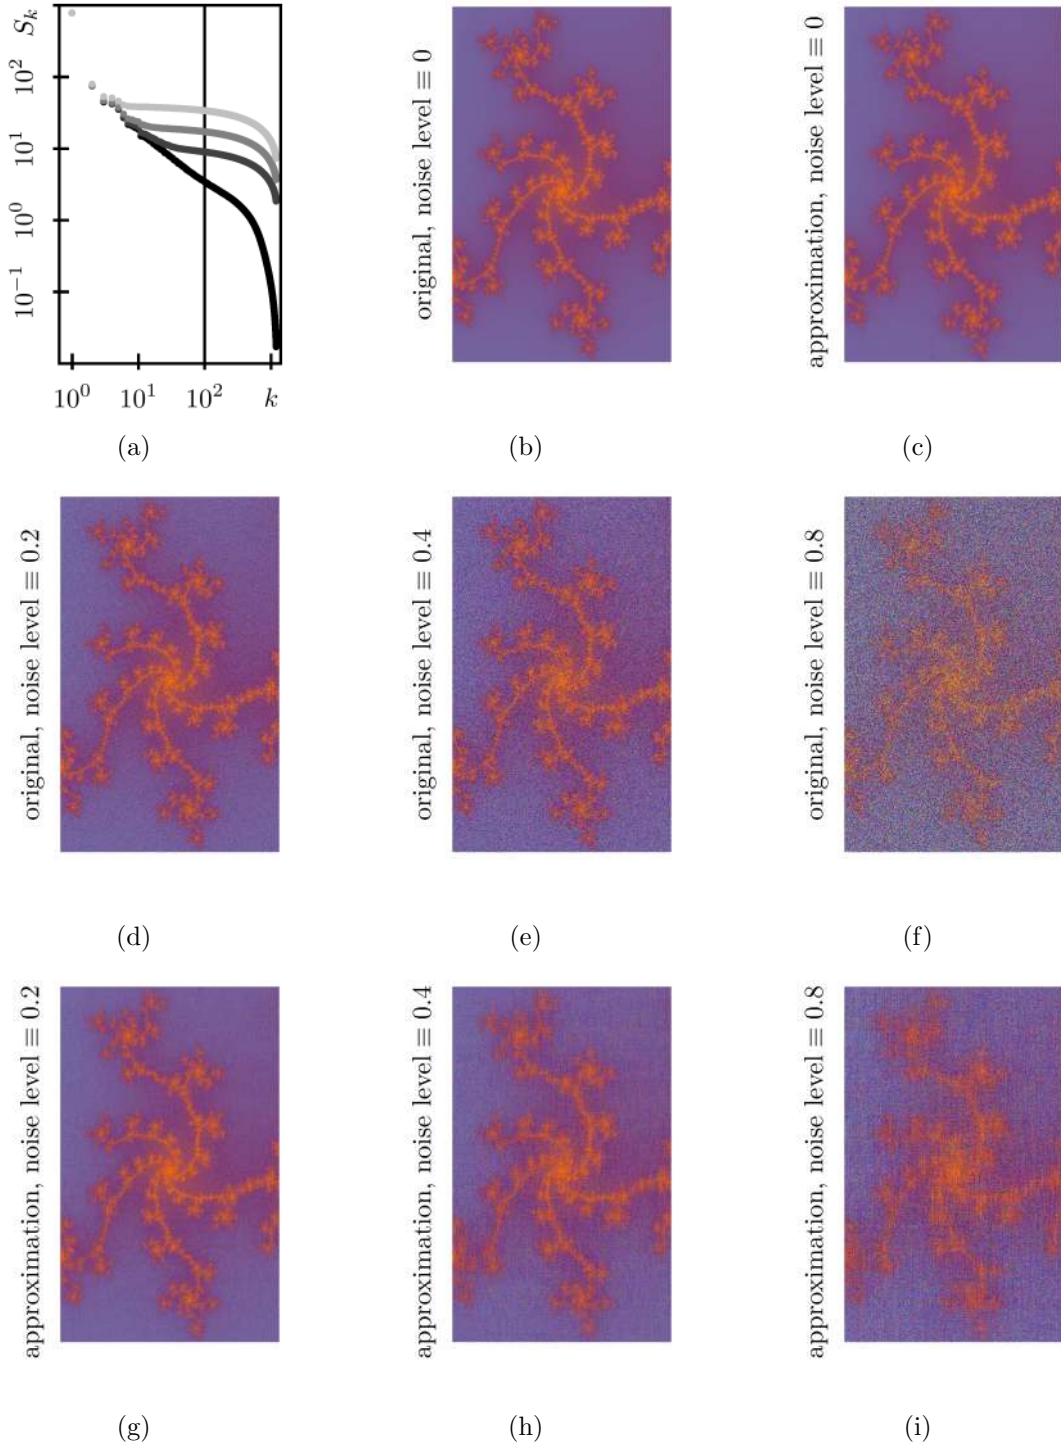 S_k
10^2
10^1
10^0
10^{-1}
10^0 10^1 10^2 k
(a)
original, noise level ≡ 0
(b)
approximation, noise level ≡ 0
(c)
original, noise level ≡ 0.2
(d)
original, noise level ≡ 0.4
(e)
original, noise level ≡ 0.8
(f)
approximation, noise level ≡ 0.2
(g)
approximation, noise level ≡ 0.4
(h)
approximation, noise level ≡ 0.8
(i)